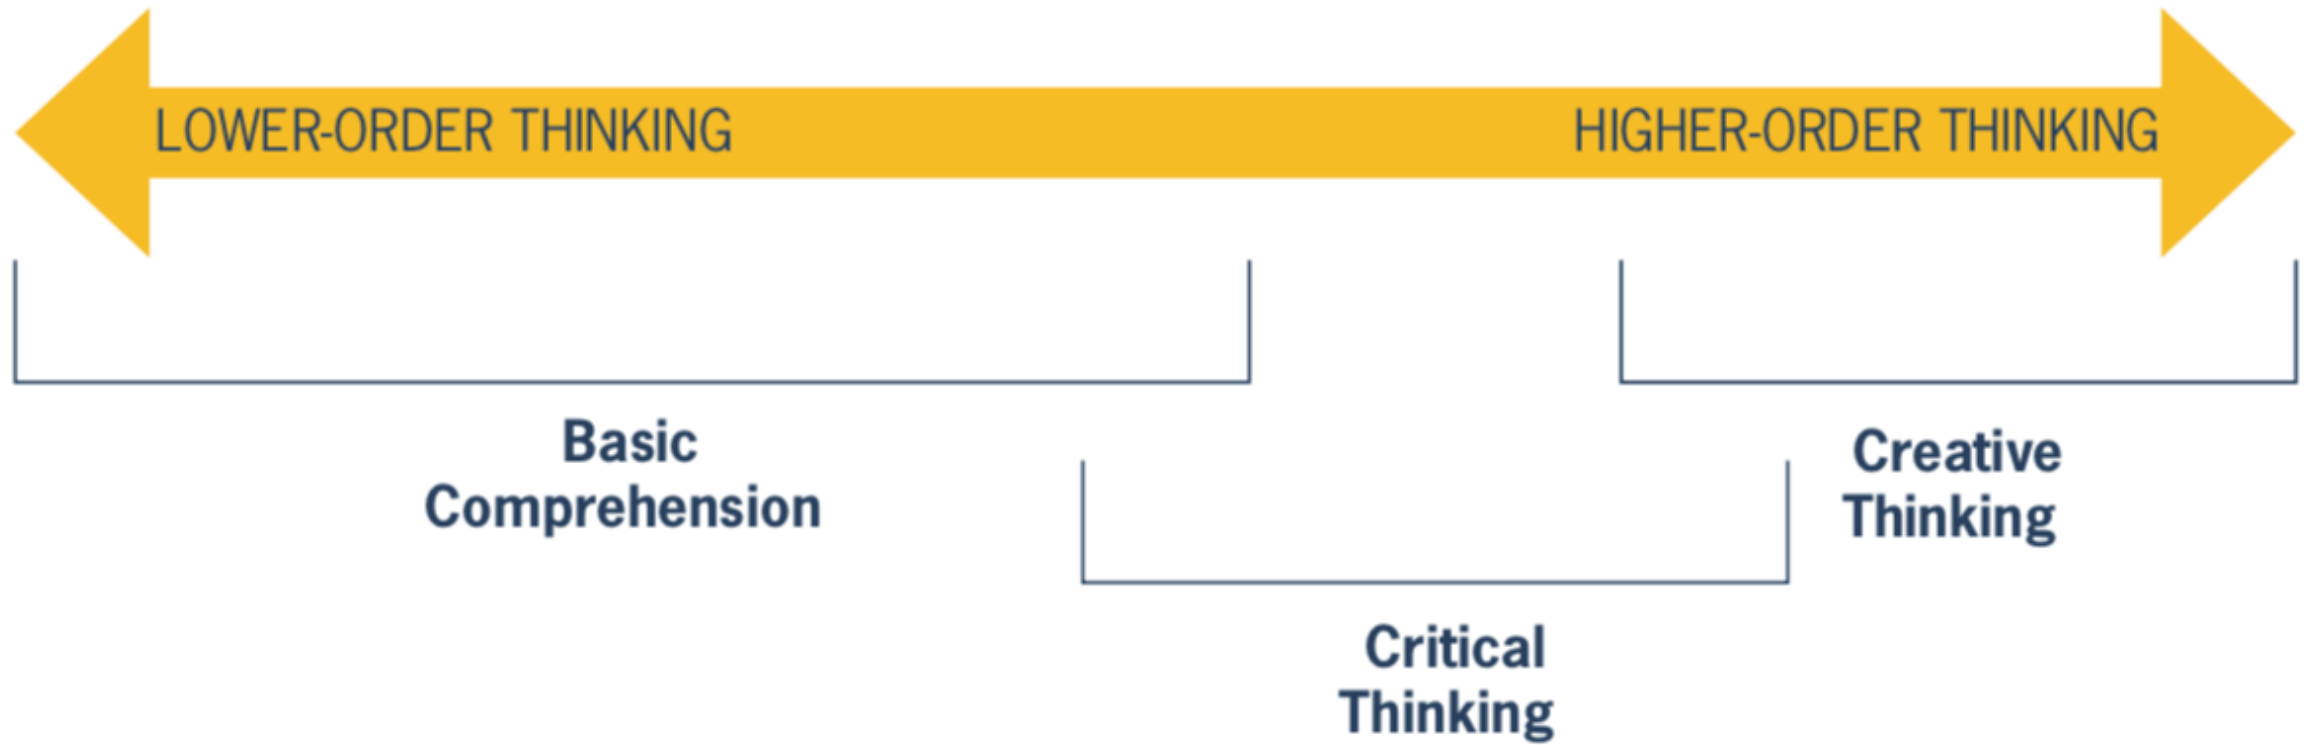 LOWER-ORDER THINKING
HIGHER-ORDER THINKING
Basic
Comprehension
Creative
Thinking
Critical
Thinking